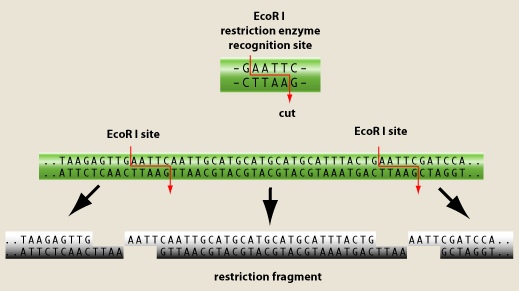 EcoR I
restriction enzyme
recognition site
–GAATTC–
–CTTAAG–
cut
EcoR I site
EcoR I site
..TAAGAGTTGAATTCAATTGCATGCATGCATGCATTTACTGAATTCGATCCA..
..ATTCTCAACTTAAGTTAACGTACGTACGTACGTAAATGACTTAAGCTAGGT..
..TAAGAGTTG AATTCAATTGCATGCATGCATGCATTTACTG AATTCGATCCA..
..ATTCTCAACTTAA GTTAACGTACGTACGTACGTAAATGACTTAA GCTAGGT..
restriction fragment